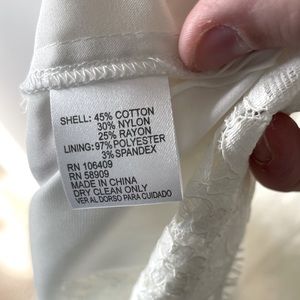 SHELL: 45% COTTON
30% NYLON
25% RAYON
LINING: 97% POLYESTER
3% SPANDEX
RN 106409
RN 58909
MADE IN CHINA
DRY CLEAN ONLY
VER AL DORSO PARA CUIDADO